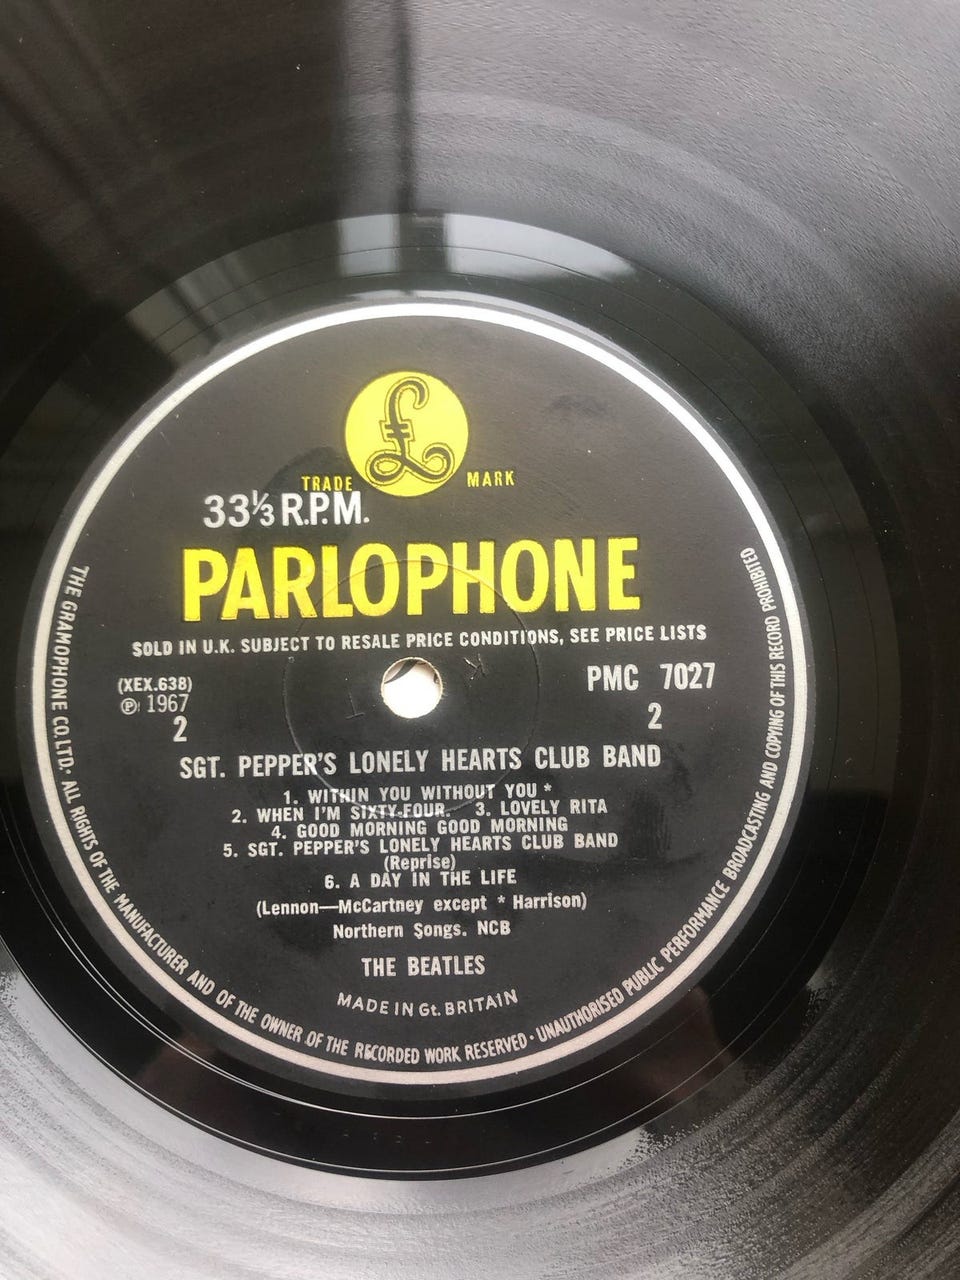 £
TRADE MARK
33⅓ R.P.M.
PARLOPHONE
SOLD IN U.K. SUBJECT TO RESALE PRICE CONDITIONS, SEE PRICE LISTS
(XEX.638)
℗ 1967
2
PMC 7027
2
SGT. PEPPER'S LONELY HEARTS CLUB BAND
1. WITHIN YOU WITHOUT YOU *
2. WHEN I'M SIXTY-FOUR. 3. LOVELY RITA
4. GOOD MORNING GOOD MORNING
5. SGT. PEPPER'S LONELY HEARTS CLUB BAND
(Reprise)
6. A DAY IN THE LIFE
(Lennon—McCartney except * Harrison)
Northern Songs. NCB
THE BEATLES
MADE IN Gt. BRITAIN
THE GRAMOPHONE CO. LTD. ALL RIGHTS OF THE MANUFACTURER AND OF THE OWNER OF THE RECORDED WORK RESERVED · UNAUTHORISED PUBLIC PERFORMANCE BROADCASTING AND COPYING OF THIS RECORD PROHIBITED